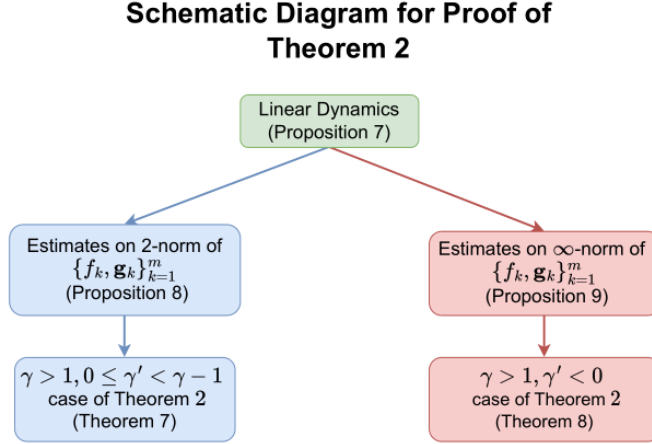 Schematic Diagram for Proof of
Theorem 2
Linear Dynamics
(Proposition 7)
Estimates on 2-norm of
{f_k, g_k}_{k=1}^m
(Proposition 8)
Estimates on ∞-norm of
{f_k, g_k}_{k=1}^m
(Proposition 9)
γ > 1, 0 ≤ γ′ < γ − 1
case of Theorem 2
(Theorem 7)
γ > 1, γ′ < 0
case of Theorem 2
(Theorem 8)